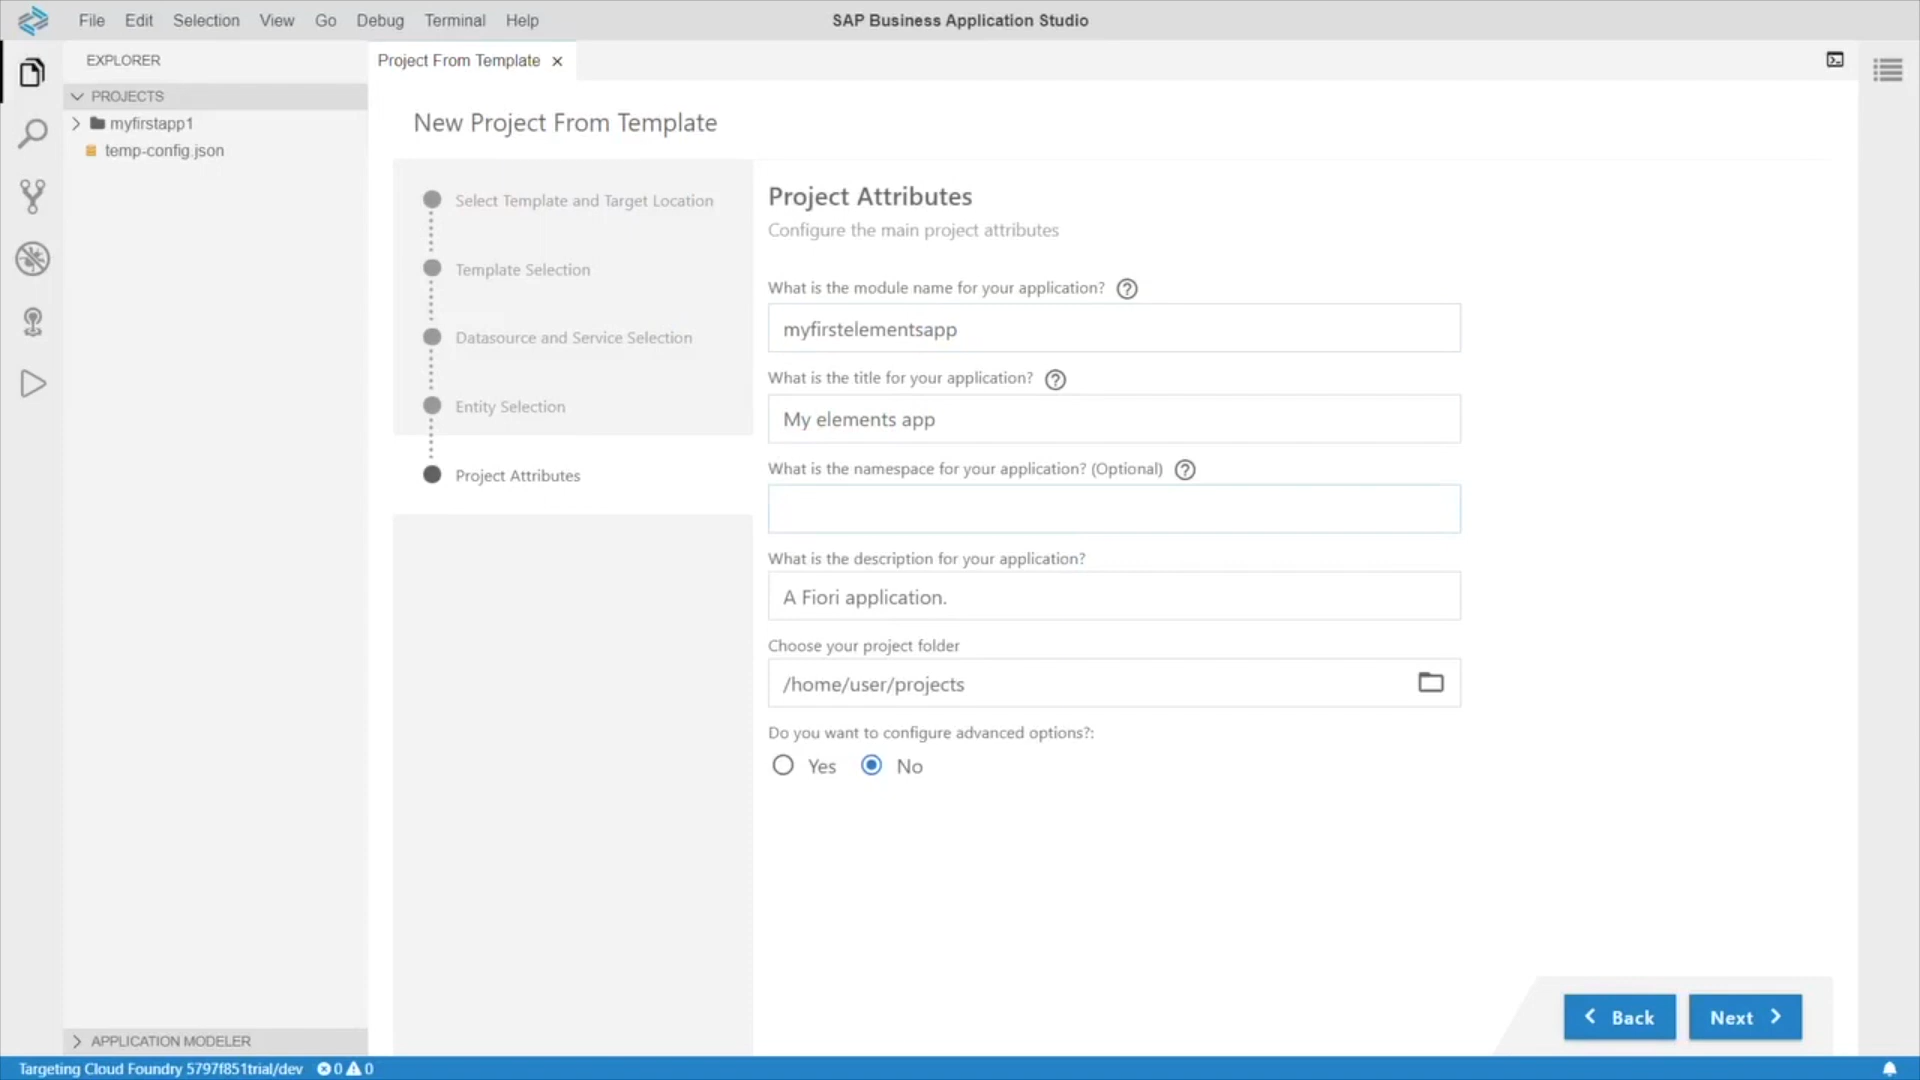 File Edit Selection View Go Debug Terminal Help
SAP Business Application Studio
EXPLORER
PROJECTS
myfirstapp1
temp-config.json
APPLICATION MODELER
Project From Template
New Project From Template
Select Template and Target Location
Template Selection
Datasource and Service Selection
Entity Selection
Project Attributes
Project Attributes
Configure the main project attributes
What is the module name for your application?
myfirstelementsapp
What is the title for your application?
My elements app
What is the namespace for your application? (Optional)
What is the description for your application?
A Fiori application.
Choose your project folder
/home/user/projects
Do you want to configure advanced options?:
Yes No
Back Next
Targeting Cloud Foundry 5797f851trial/dev 0 0